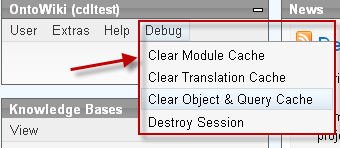 OntoWiki (cdltest)
News
User Extras Help Debug
Clear Module Cache
Clear Translation Cache
Clear Object & Query Cache
Destroy Session
Knowledge Bases
View